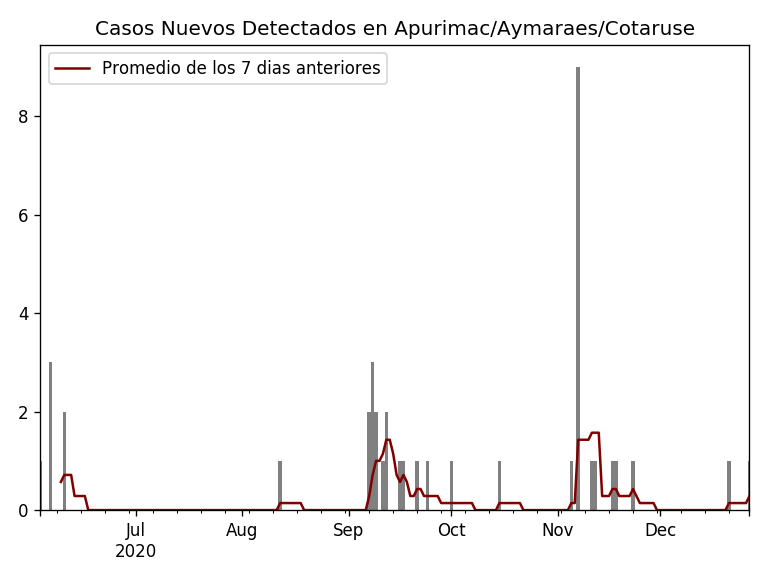 Casos Nuevos Detectados en Apurimac/Aymaraes/Cotaruse
Promedio de los 7 dias anteriores
8
6
4
2
0
Jul Aug Sep Oct Nov Dec
2020